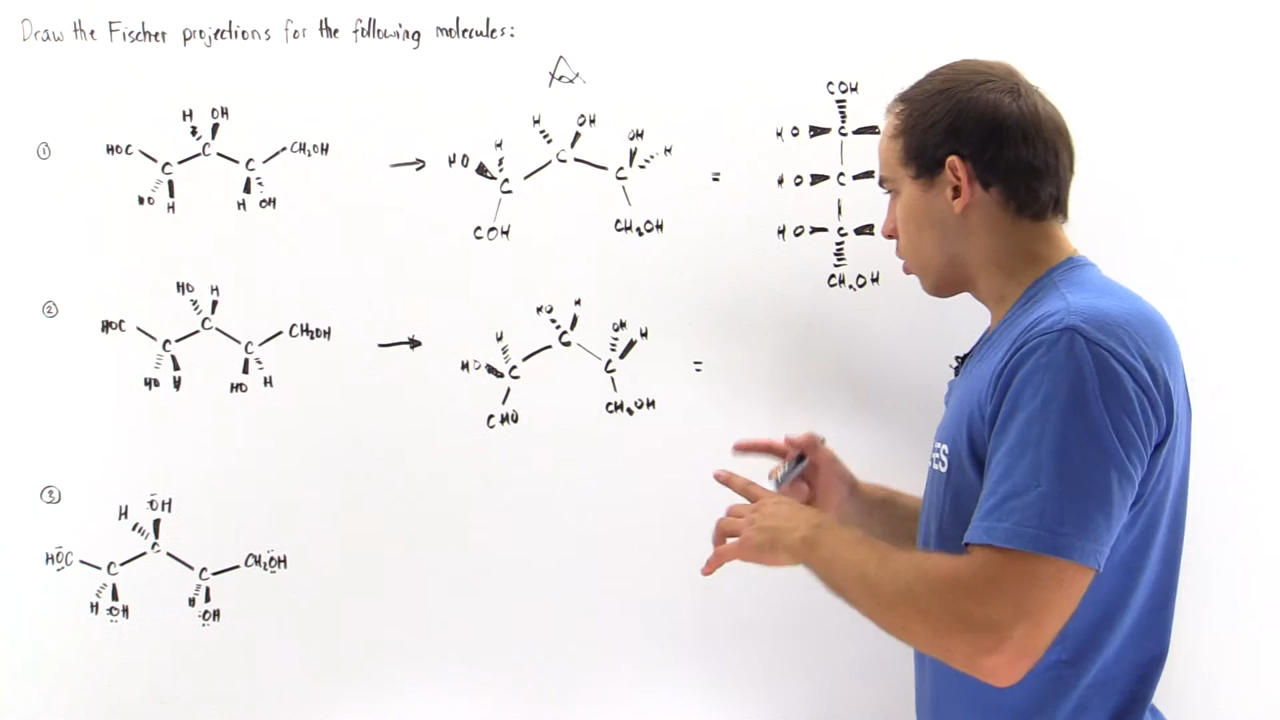 Draw the Fischer projections for the following molecules:
①
H OH
HOC C CH₂OH
C C
HO H H OH
→
H OH
HO H C OH H
C C
COH CH₂OH
=
COH
HO C
HO C
HO C
CH₂OH
②
HO H
HOC C CH₂OH
C C
HO H HO H
→
HO H
H C OH H
HO C C
CHO CH₂OH
=
③
H :OH
HOC C CH₂OH
C C
H :OH H :OH
ES